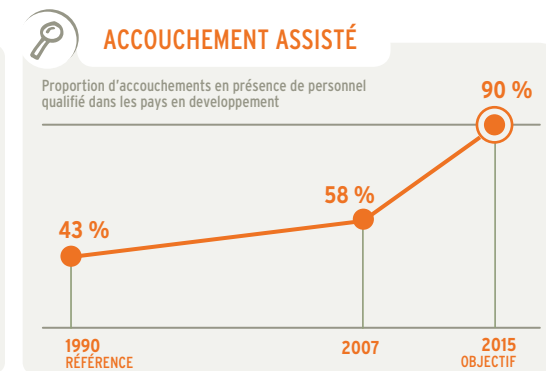 ACCOUCHEMENT ASSISTÉ
Proportion d'accouchements en présence de personnel
qualifié dans les pays en developpement
90 %
58 %
43 %
1990
RÉFÉRENCE
2007
2015
OBJECTIF